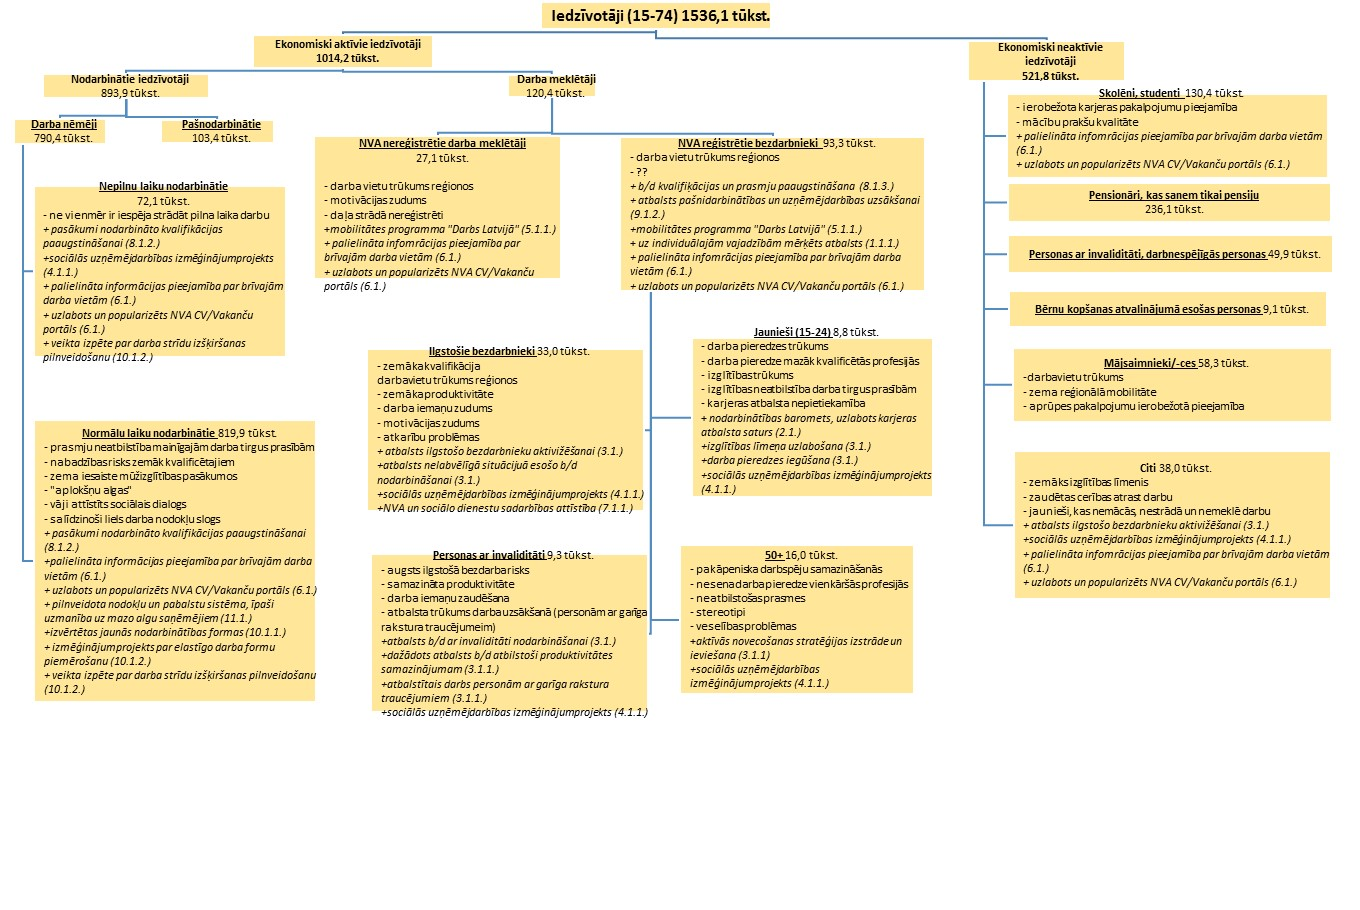 Iedzīvotāji (15-74) 1536,1 tūkst.
Ekonomiski aktīvie iedzīvotāji
1014,2 tūkst.
Ekonomiski neaktīvie
iedzīvotāji
521,8 tūkst.
Nodarbinātie iedzīvotāji
893,9 tūkst.
Darba meklētāji
120,4 tūkst.
Darba ņēmēji
790,4 tūkst.
Pašnodarbinātie
103,4 tūkst.
Nepilnu laiku nodarbinātie
72,1 tūkst.
- ne vienmēr ir iespēja strādāt pilna laika darbu
+ pasākumi nodarbināto kvalifikācijas
paaugstināšanai (8.1.2.)
+sociālās uzņēmējdarbības izmēģinājumprojekts
(4.1.1.)
+ palielināta informācijas pieejamība par brīvajām
darba vietām (6.1.)
+ uzlabots un popularizēts NVA CV/Vakanču
portāls (6.1.)
+ veikta izpēte par darba strīdu izšķiršanas
pilnveidošanu (10.1.2.)
Normālu laiku nodarbinātie 819,9 tūkst.
- prasmju neatbilstība mainīgajām darba tirgus prasībām
- nabadzības risks zemāk kvalificētajiem
- zema iesaiste mūžizglītības pasākumos
- "aplokšņu algas"
- vāji attīstīts sociālais dialogs
- salīdzinoši liels darba nodokļu slogs
+ pasākumi nodarbināto kvalifikācijas paaugstināšanai
(8.1.2.)
+palielināta informācijas pieejamība par brīvajām darba
vietām (6.1.)
+ uzlabots un popularizēts NVA CV/Vakanču portāls (6.1.)
+ pilnveidota nodokļu un pabalstu sistēma, īpaši
uzmanība uz mazo algu saņēmējiem (11.1.)
+izvērtētas jaunās nodarbinātības formas (10.1.1.)
+ izmēģinājumprojekts par elastīgo darba formu
piemērošanu (10.1.2.)
+ veikta izpēte par darba strīdu izšķiršanas pilnveidošanu
(10.1.2.)
NVA nereģistrētie darba meklētāji
27,1 tūkst.
- darba vietu trūkums reģionos
- motivācijas zudums
- daļa strādā nereģistrēti
+mobilitātes programma "Darbs Latvijā" (5.1.1.)
+ palielināta infomrācijas pieejamība par
brīvajām darba vietām (6.1.)
+ uzlabots un popularizēts NVA CV/Vakanču
portāls (6.1.)
NVA reģistrētie bezdarbnieki 93,3 tūkst.
- darba vietu trūkums reģionos
- ??
+ b/d kvalifiķācijas un prasmju paaugstināšana (8.1.3.)
+ atbalsts pašnidarbinātības un uzņēmējdarbības uzsākšanai
(9.1.2.)
+mobilitātes programma "Darbs Latvijā" (5.1.1.)
+ uz individuālajām vajadzībām mērķēts atbalsts (1.1.1.)
+ palielināta infomrācijas pieejamība par brīvajām darba
vietām (6.1.)
+ uzlabots un popularizēts NVA CV/Vakanču portāls (6.1.)
Ilgstošie bezdarbnieki 33,0 tūkst.
- zemāka kvalifikācija
darbavietu trūkums reģionos
- zemāka produktivitāte
- darba iemaņu zudums
- motivācijas zudums
- atkarību problēmas
+ atbalsts ilgstošo bezdarbnieku aktivižēšanai (3.1.)
+atbalsts nelabvēlīgā situācijuā esošo b/d
nodarbināšanai (3.1.)
+sociālās uzņēmējdarbības izmēģinājumprojekts (4.1.1.)
+NVA un sociālo dienestu sadarbības attīstība (7.1.1.)
Jaunieši (15-24) 8,8 tūkst.
- darba pieredzes trūkums
- darba pieredze mazāk kvalificētās profesijās
- izglītības trūkums
- izglītības neatbilstība darba tirgus prasībām
- karjeras atbalsta nepietiekamība
+ nodarbinātības baromets, uzlabots karjeras
atbalsta saturs (2.1.)
+izglītības līmeņa uzlabošana (3.1.)
+darba pieredzes iegūšana (3.1.)
+sociālās uzņēmējdarbības izmēģinājumprojekts
(4.1.1.)
Personas ar invaliditāti 9,3 tūkst.
- augsts ilgstošā bezdarba risks
- samazināta produktivitāte
- darba iemaņu zaudēšana
- atbalsta trūkums darba uzsākšanā (personām ar garīga
rakstura traucējumeim)
+atbalsts b/d ar invaliditāti nodarbināšanai (3.1.)
+dažādots atbalsts b/d atbilstoši produktivitātes
samazinājumam (3.1.1.)
+atbalstītais darbs personām ar garīga rakstura
traucējumiem (3.1.1.)
+sociālās uzņēmējdarbības izmēģinājumprojekts (4.1.1.)
50+ 16,0 tūkst.
- pakāpeniska darbspēju samazināšanās
- nesena darba pieredze vienkāršās profesijās
- neatbilstošas prasmes
- stereotipi
- veselības problēmas
+aktīvās novecošanas stratēģijas izstrāde un
ieviešana (3.1.1)
+sociālās uzņēmējdarbības
izmēģinājumprojekts (4.1.1.)
Skolēni, studenti 130,4 tūkst.
- ierobežota karjeras pakalpojumu pieejamība
- mācību prakšu kvalitāte
+ palielināta infomrācijas pieejamība par brīvajām darba vietām
(6.1.)
+ uzlabots un popularizēts NVA CV/Vakanču portāls (6.1.)
Pensionāri, kas saņem tikai pensiju
236,1 tūkst.
Personas ar invaliditāti, darbnespējīgās personas 49,9 tūkst.
Bērnu kopšanas atvalinājumā esošas personas 9,1 tūkst.
Mājsaimnieki/-ces 58,3 tūkst.
-darbavietu trūkums
- zema reģionālā mobilitāte
- aprūpes pakalpojumu ierobežotā pieejamība
Citi 38,0 tūkst.
- zemāks izglītības līmenis
- zaudētas cerības atrast darbu
- jaunieši, kas nemācās, nestrādā un nemeklē darbu
+ atbalsts ilgstošo bezdarbnieku aktivižēšanai (3.1.)
+sociālās uzņēmējdarbības izmēģinājumprojekts (4.1.1.)
+ palielināta infomrācijas pieejamība par brīvajām darba vietām
(6.1.)
+ uzlabots un popularizēts NVA CV/Vakanču portāls (6.1.)